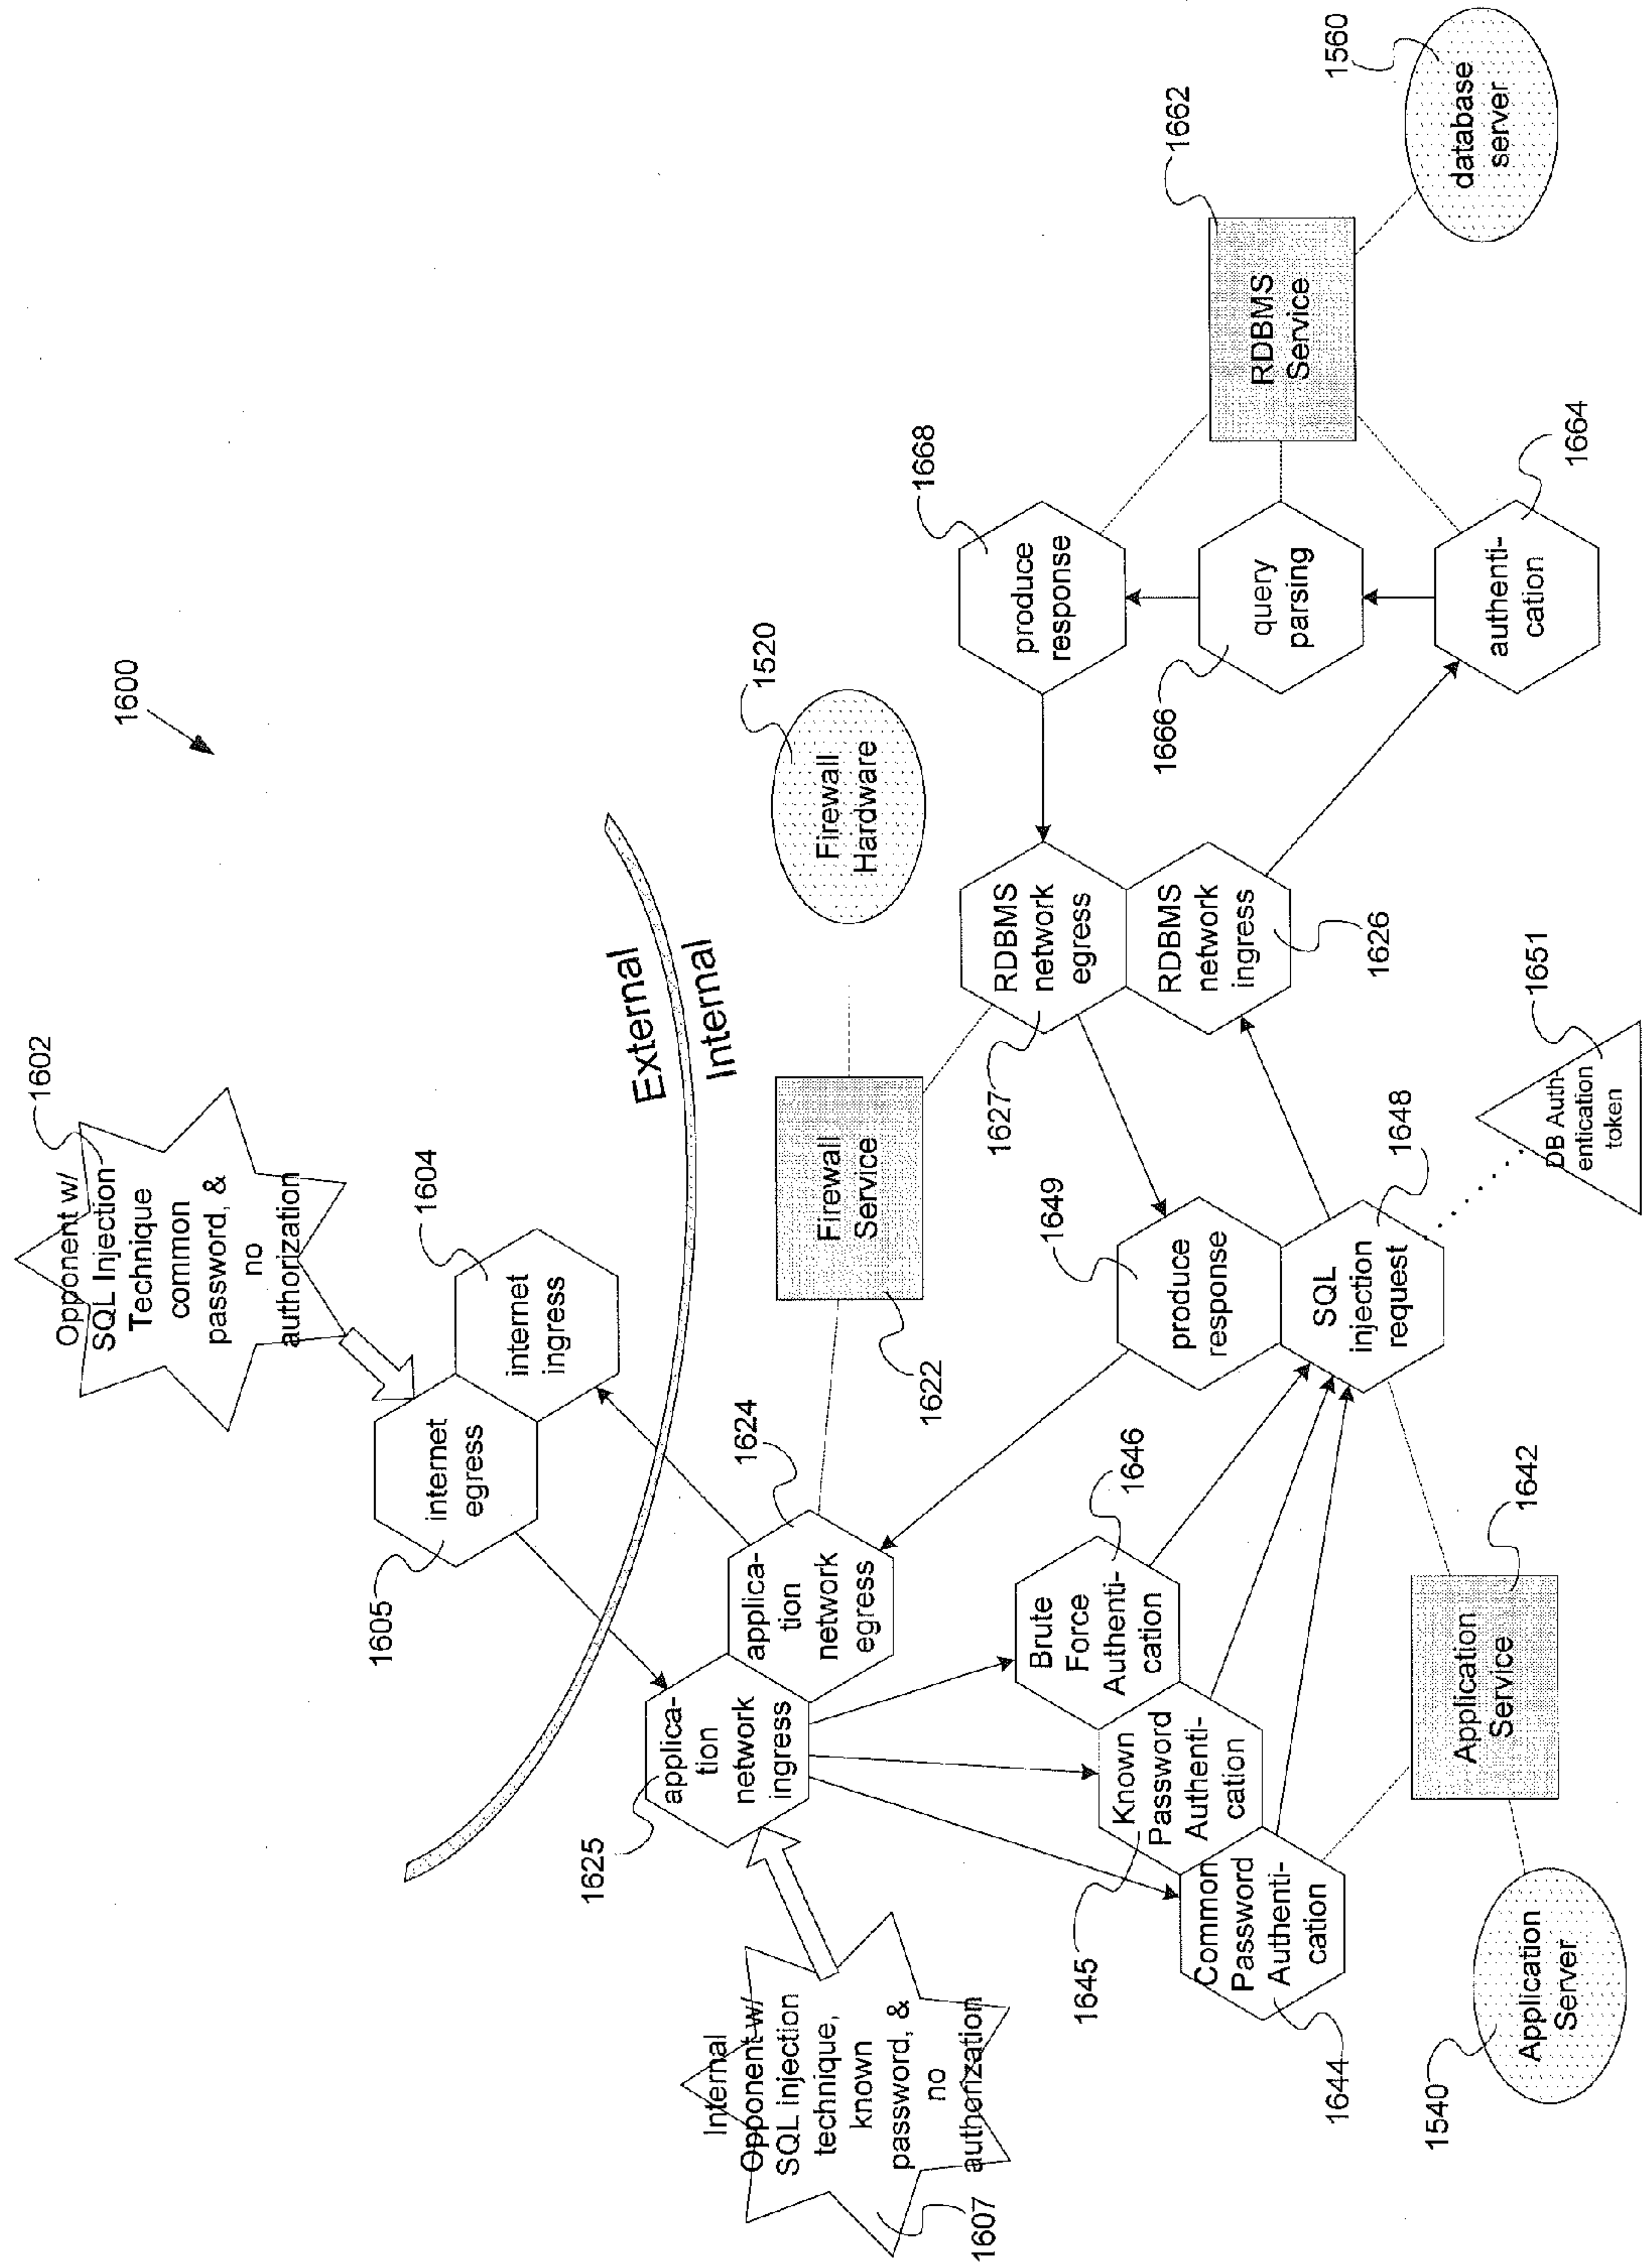 1600
Opponent w/
SQL Injection
Technique
common
password, &
no
authorization
1602
internet
egress
1605
internet
ingress
1604
External
Internal
Internal
Opponent w/
SQL injection
technique,
known
password, &
no
authorization
1607
applica-
tion
network
ingress
1625
applica-
tion
network
egress
1624
Firewall
Service
1622
Firewall
Hardware
1520
Common
Password
Authenti-
cation
1644
Known
Password
Authenti-
cation
1645
Brute
Force
Authenti-
cation
1646
produce
response
1649
SQL
injection
request
1648
RDBMS
network
egress
1627
RDBMS
network
ingress
1626
produce
response
1668
query
parsing
1666
authenti-
cation
1664
RDBMS
Service
1662
database
server
1560
Application
Server
1540
Application
Service
1642
DB Auth-
entication
token
1651